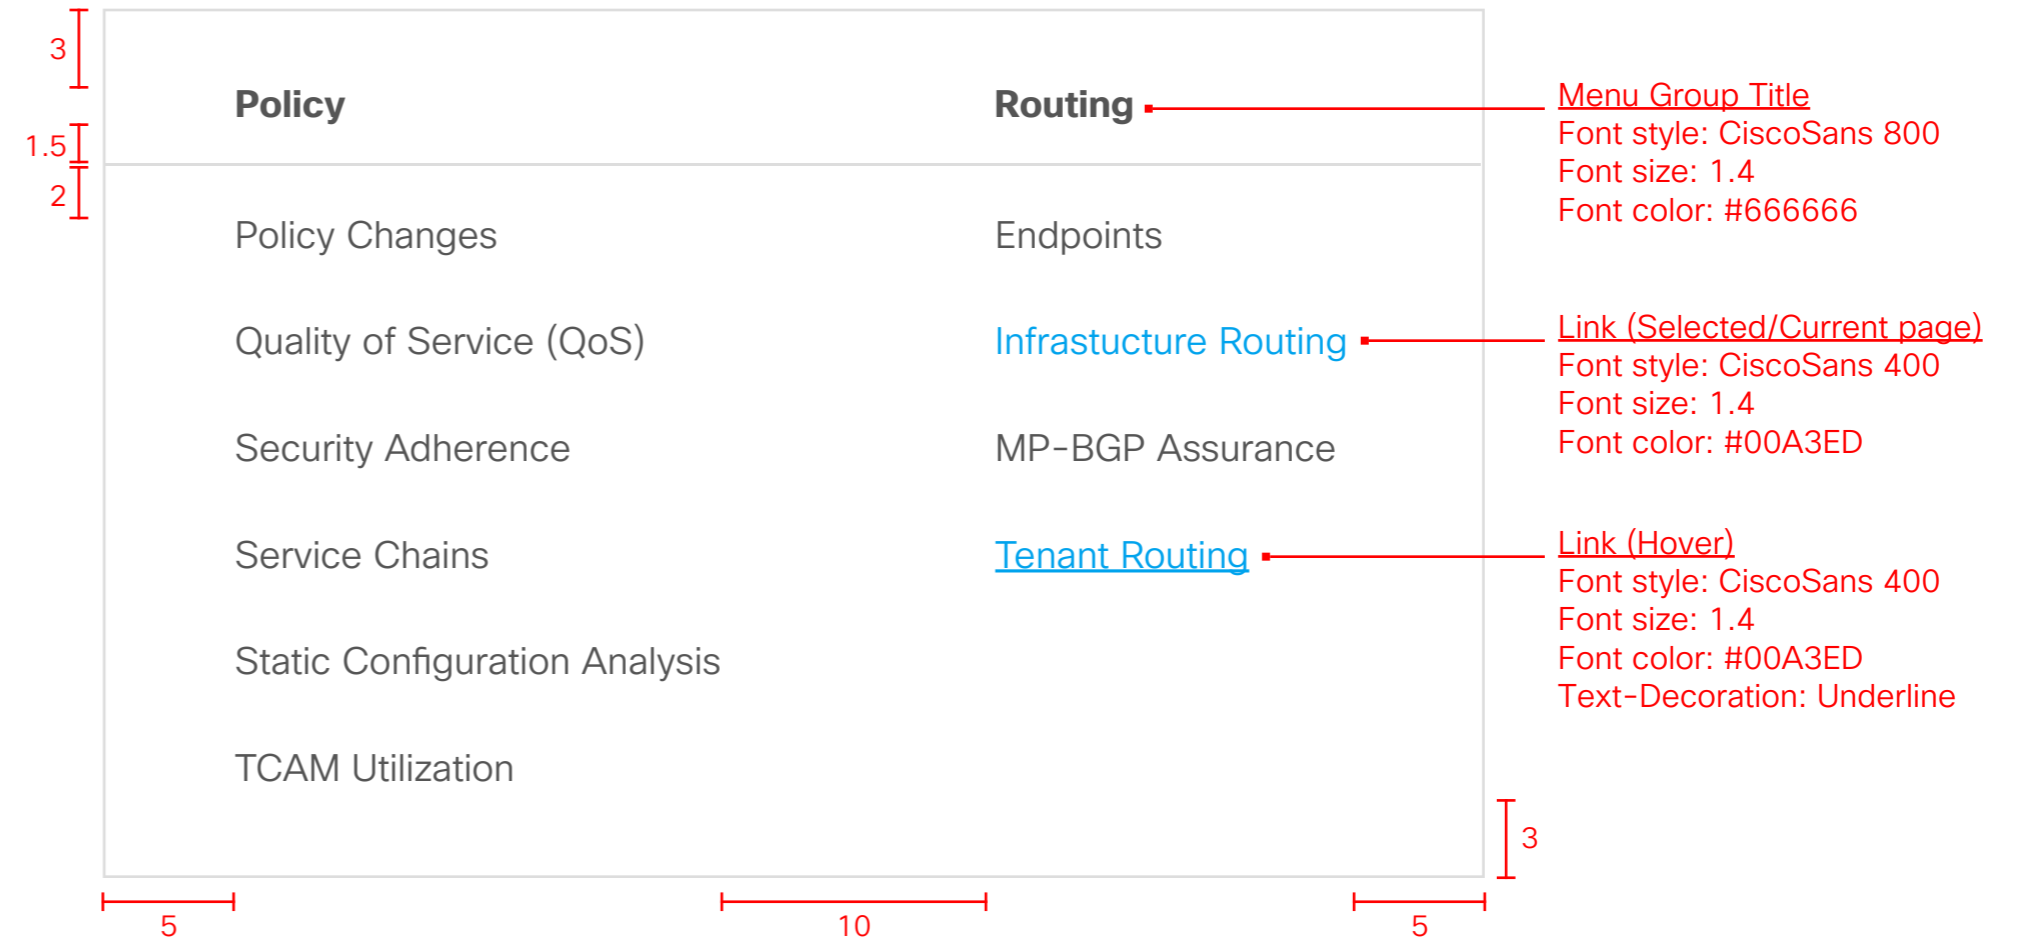 3
Policy
Routing
Menu Group Title
Font style: CiscoSans 800
Font size: 1.4
Font color: #666666
1.5
2
Policy Changes
Endpoints
Quality of Service (QoS)
Infrastucture Routing
Link (Selected/Current page)
Font style: CiscoSans 400
Font size: 1.4
Font color: #00A3ED
Security Adherence
MP-BGP Assurance
Service Chains
Tenant Routing
Link (Hover)
Font style: CiscoSans 400
Font size: 1.4
Font color: #00A3ED
Text-Decoration: Underline
Static Configuration Analysis
TCAM Utilization
3
5
10
5